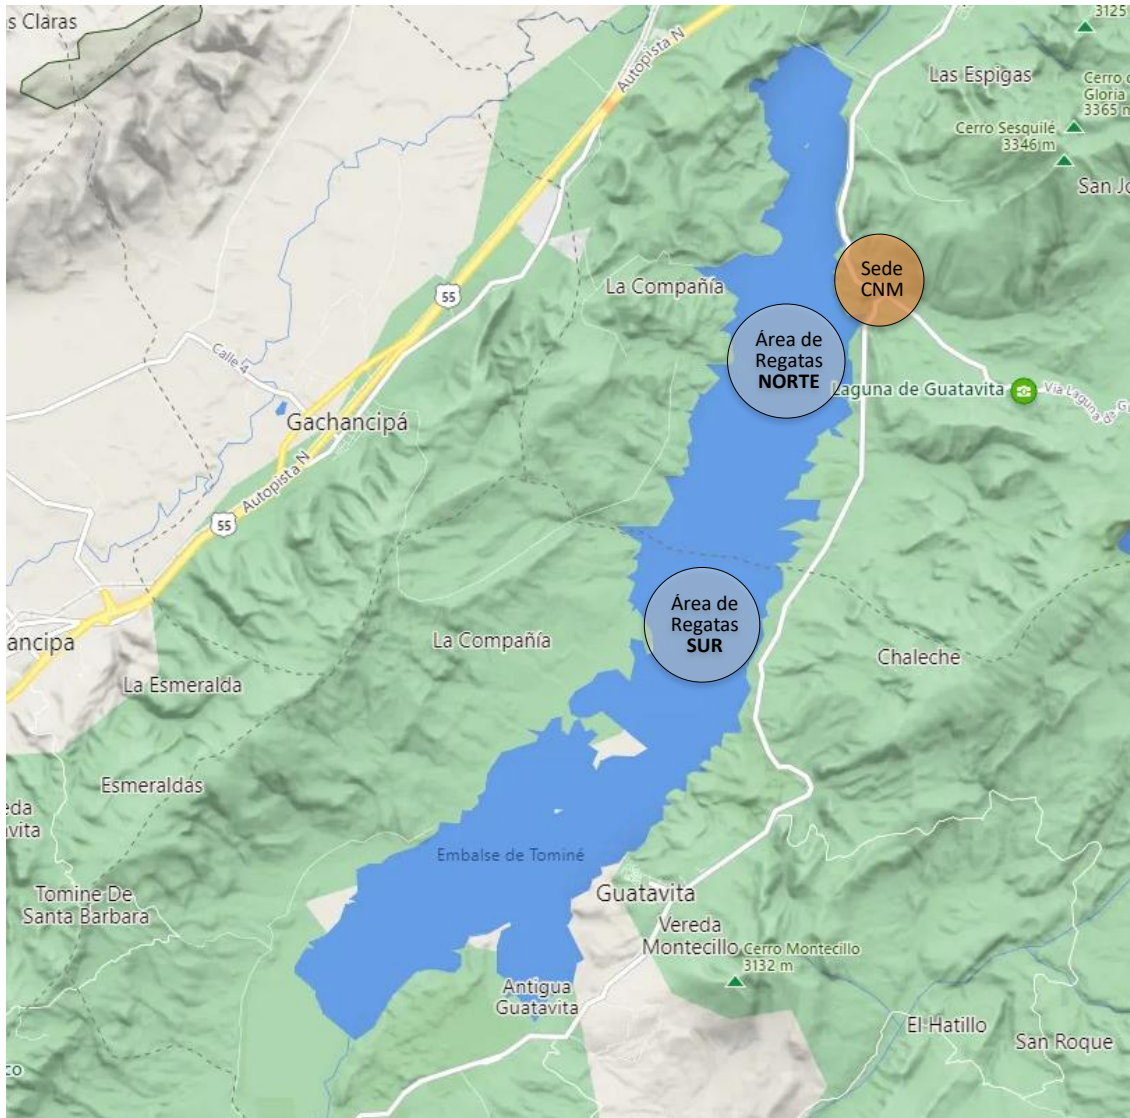 s Claras
3125
Autopista N
Las Espigas
Cerro
Gloria
3365 m
Cerro Sesquilé
3346 m
San Jo
Sede
CNM
La Compañía
55
Área de
Regatas
NORTE
Calle 4
Laguna de Guatavita
Vía Laguna de G
Gachancipá
Autopista N
55
Área de
Regatas
SUR
ancipa
La Compañía
Chaleche
La Esmeralda
Esmeraldas
eda
avita
Embalse de Tominé
Tomine De
Santa Barbara
Guatavita
Vereda
Montecillo
Cerro Montecillo
3132 m
Antigua
Guatavita
El Hatillo
San Roque
co